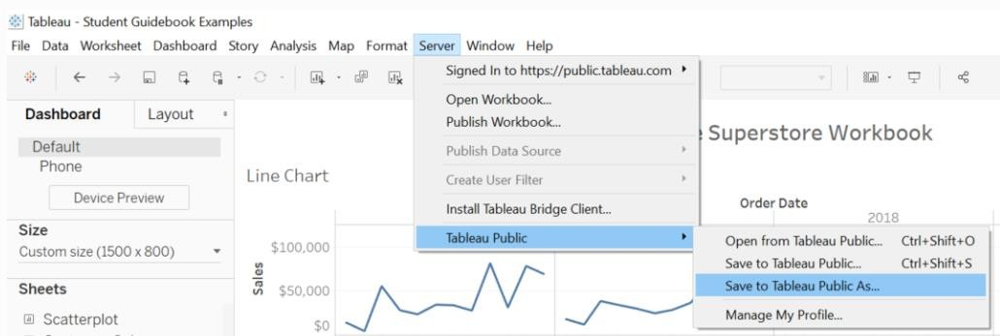 Tableau - Student Guidebook Examples
File Data Worksheet Dashboard Story Analysis Map Format Server Window Help
Signed In to https://public.tableau.com
Open Workbook...
Publish Workbook...
Publish Data Source
Create User Filter
Install Tableau Bridge Client...
Tableau Public
Open from Tableau Public... Ctrl+Shift+O
Save to Tableau Public... Ctrl+Shift+S
Save to Tableau Public As...
Manage My Profile...
Dashboard Layout
Default
Phone
Device Preview
Size
Custom size (1500 x 800)
Sheets
Scatterplot
Superstore Workbook
Line Chart
Order Date
2018
Sales
$100,000
$50,000
$0